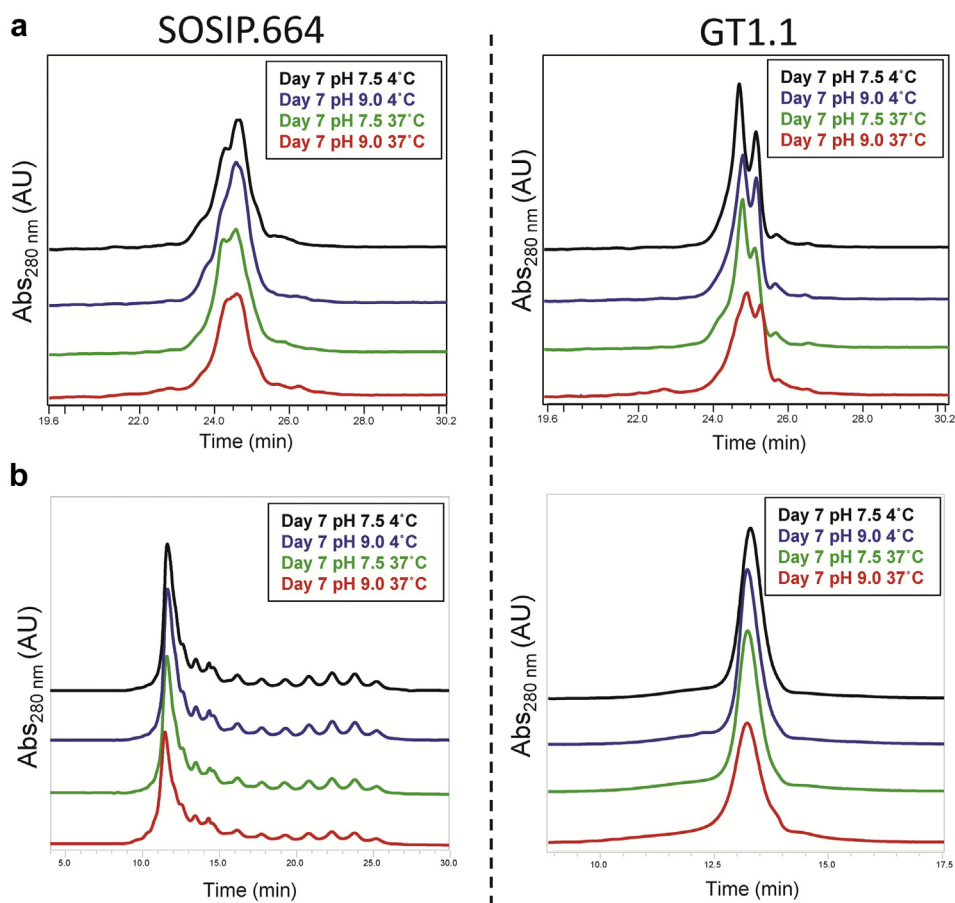 a
SOSIP.664
GT1.1
Day 7 pH 7.5 4˚C
Day 7 pH 9.0 4˚C
Day 7 pH 7.5 37˚C
Day 7 pH 9.0 37˚C
Abs280 nm (AU)
19.6 22.0 24.0 26.0 28.0 30.2
Time (min)
Day 7 pH 7.5 4˚C
Day 7 pH 9.0 4˚C
Day 7 pH 7.5 37˚C
Day 7 pH 9.0 37˚C
Abs280 nm (AU)
19.6 22.0 24.0 26.0 28.0 30.2
Time (min)
b
Day 7 pH 7.5 4˚C
Day 7 pH 9.0 4˚C
Day 7 pH 7.5 37˚C
Day 7 pH 9.0 37˚C
Abs280 nm (AU)
5.0 10.0 15.0 20.0 25.0 30.0
Time (min)
Day 7 pH 7.5 4˚C
Day 7 pH 9.0 4˚C
Day 7 pH 7.5 37˚C
Day 7 pH 9.0 37˚C
Abs280 nm (AU)
10.0 12.5 15.0 17.5
Time (min)